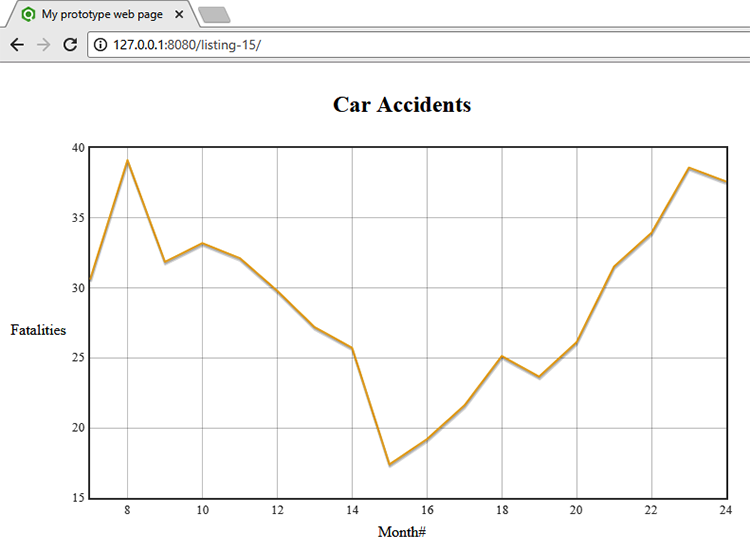 My prototype web page
127.0.0.1:8080/listing-15/
Car Accidents
40
35
30
25
20
15
Fatalities
8 10 12 14 16 18 20 22 24
Month#